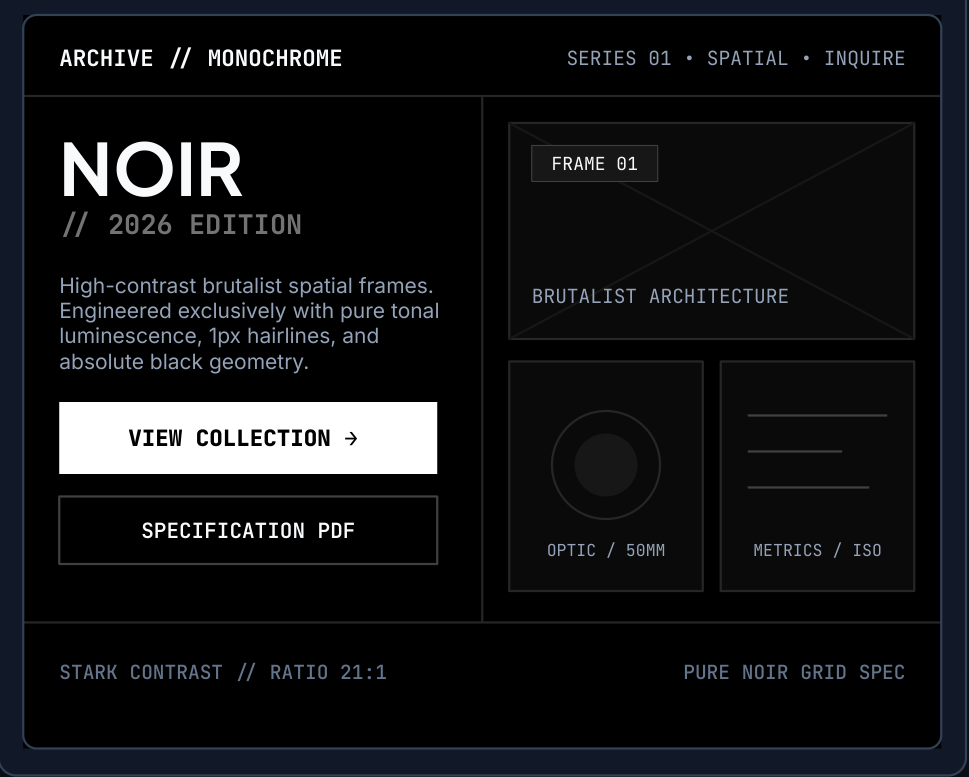 ARCHIVE // MONOCHROME
SERIES 01 • SPATIAL • INQUIRE
NOIR
// 2026 EDITION
High-contrast brutalist spatial frames.
Engineered exclusively with pure tonal
luminescence, 1px hairlines, and
absolute black geometry.
VIEW COLLECTION →
SPECIFICATION PDF
FRAME 01
BRUTALIST ARCHITECTURE
OPTIC / 50MM
METRICS / ISO
STARK CONTRAST // RATIO 21:1
PURE NOIR GRID SPEC